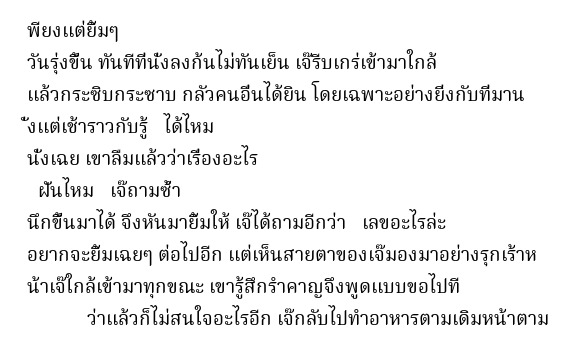 พียงแต่ยิ้มๆ
วันรุ่งขึ้น ทันทีที่นั่งลงก้นไม่ทันเย็น เจ๊รีบเกร่เข้ามาใกล้
แล้วกระซิบกระซาบ กลัวคนอื่นได้ยิน โดยเฉพาะอย่างยิ่งกับที่มาน
ั่งแต่เช้าราวกับรู้ ได้ไหม
นั่งเฉย เขาลืมแล้วว่าเรื่องอะไร
ฝันไหม เจ๊ถามซ้ำ
นึกขึ้นมาได้ จึงหันมายิ้มให้ เจ๊ได้ถามอีกว่า เลขอะไรล่ะ
อยากจะยิ้มเฉยๆ ต่อไปอีก แต่เห็นสายตาของเจ๊มองมาอย่างรุกเร้าห
น้าเจ๊ใกล้เข้ามาทุกขณะ เขารู้สึกรำคาญจึงพูดแบบขอไปที
ว่าแล้วก็ไม่สนใจอะไรอีก เจ๊กลับไปทำอาหารตามเดิมหน้าตาม